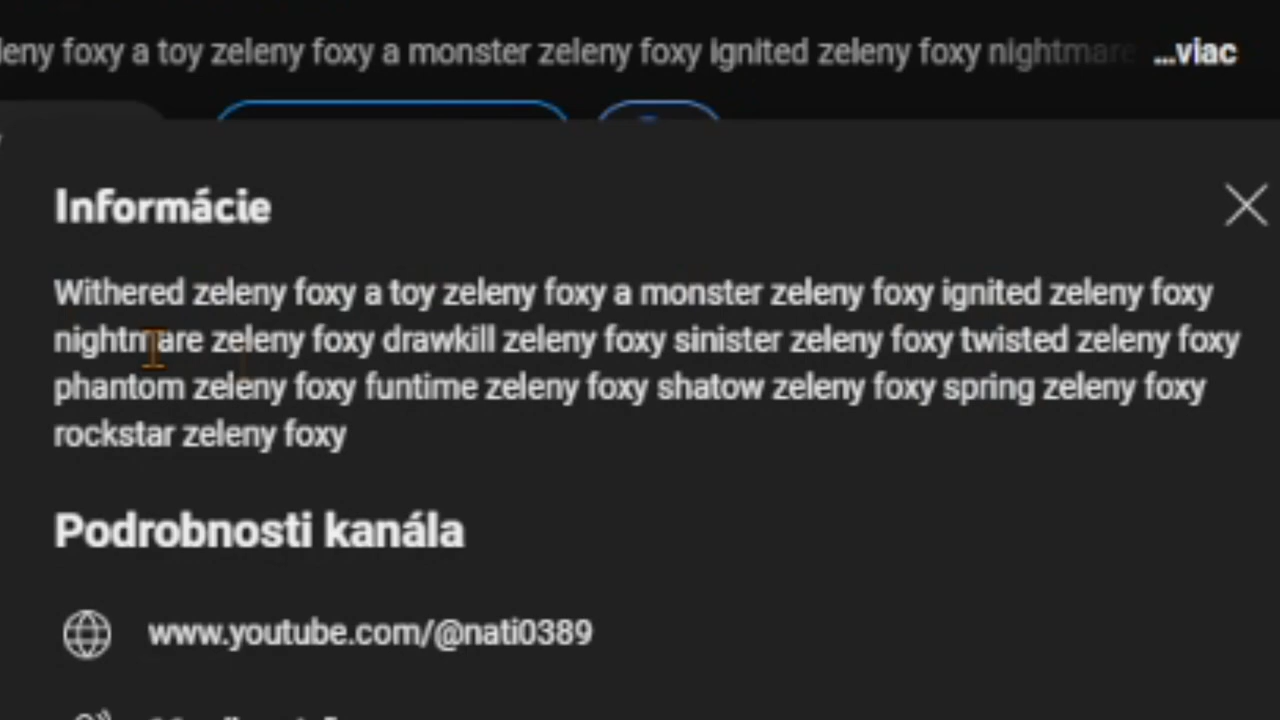 zeleny foxy a toy zeleny foxy a monster zeleny foxy ignited zeleny foxy nightmare ...viac
Informácie
Withered zeleny foxy a toy zeleny foxy a monster zeleny foxy ignited zeleny foxy
nightmare zeleny foxy drawkill zeleny foxy sinister zeleny foxy twisted zeleny foxy
phantom zeleny foxy funtime zeleny foxy shatow zeleny foxy spring zeleny foxy
rockstar zeleny foxy
Podrobnosti kanála
www.youtube.com/@nati0389